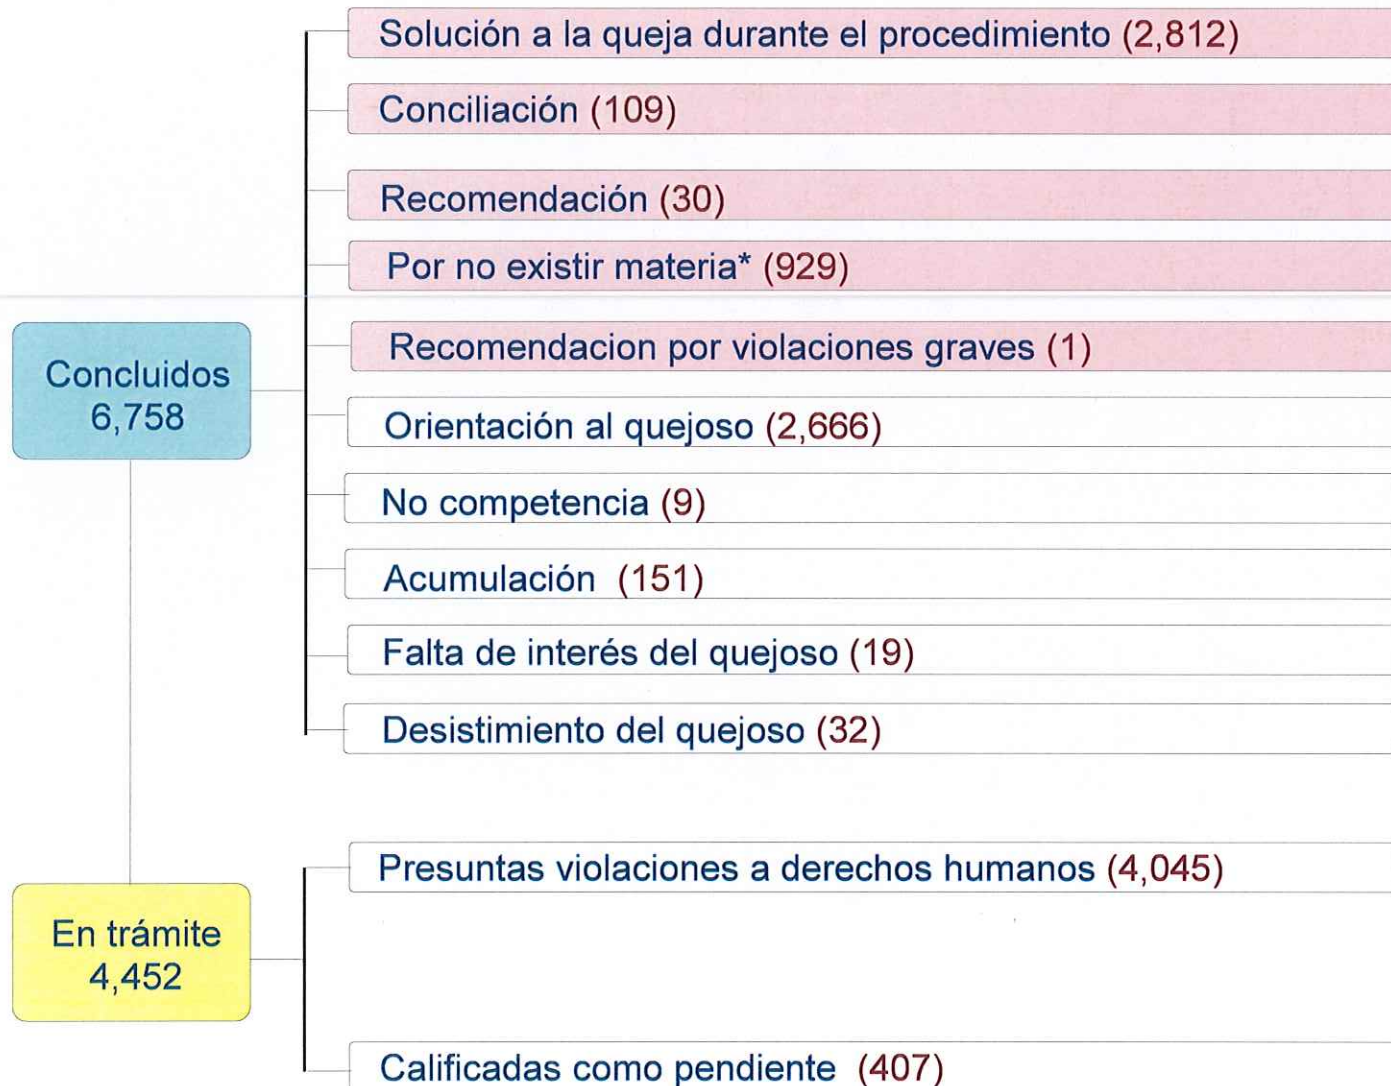 Solución a la queja durante el procedimiento (2,812)
Conciliación (109)
Recomendación (30)
Por no existir materia* (929)
Recomendacion por violaciones graves (1)
Concluidos
6,758
Orientación al quejoso (2,666)
No competencia (9)
Acumulación (151)
Falta de interés del quejoso (19)
Desistimiento del quejoso (32)
Presuntas violaciones a derechos humanos (4,045)
En trámite
4,452
Calificadas como pendiente (407)